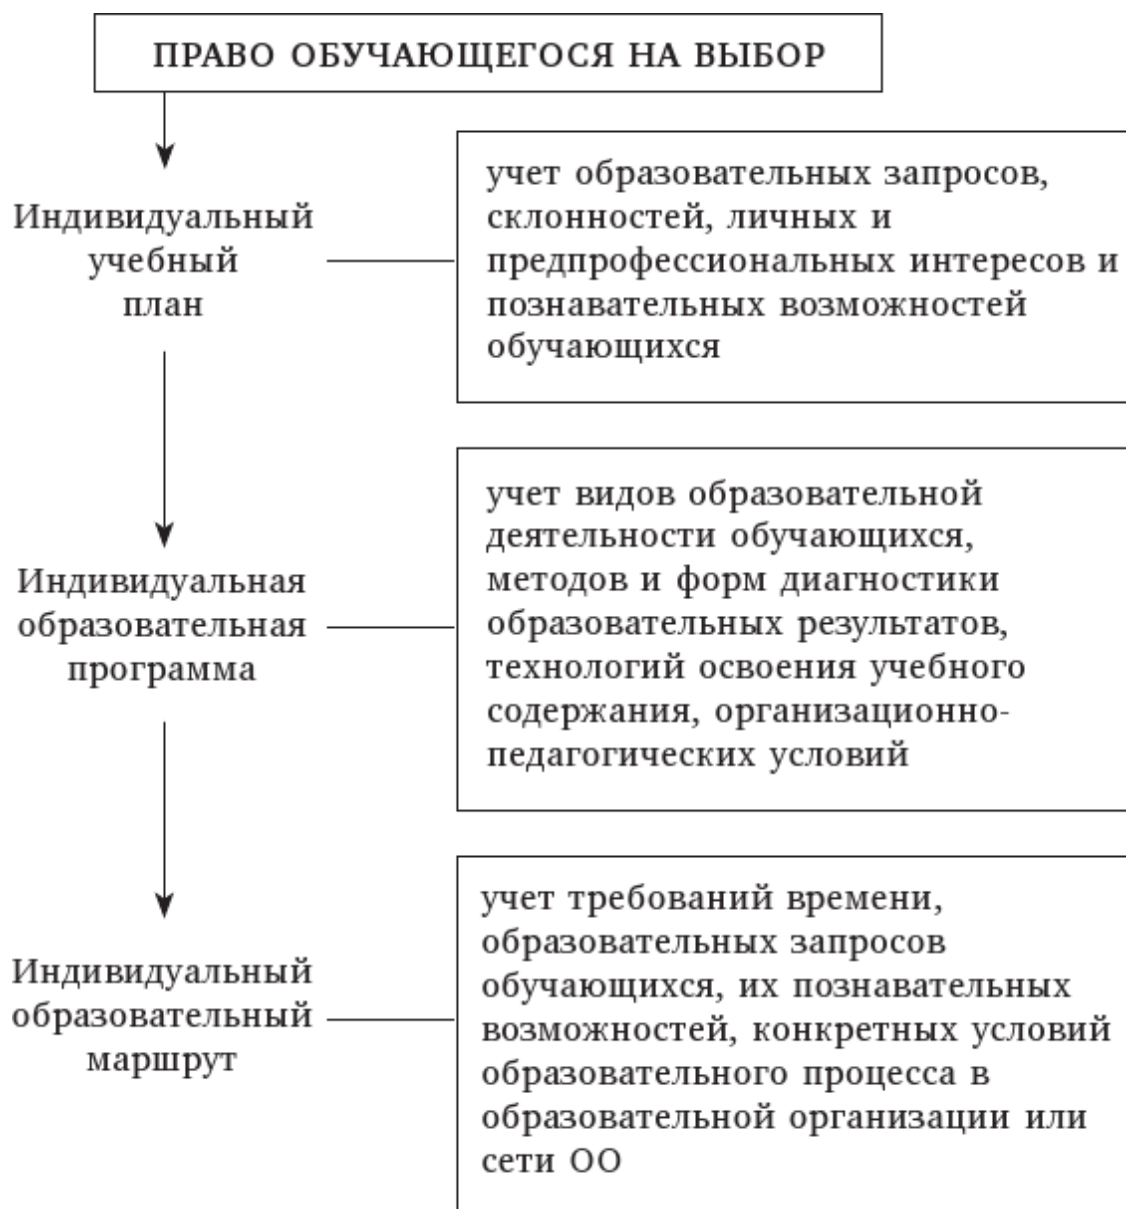 ПРАВО ОБУЧАЮЩЕГОСЯ НА ВЫБОР
Индивидуальный
учебный
план
учет образовательных запросов,
склонностей, личных и
предпрофессиональных интересов и
познавательных возможностей
обучающихся
Индивидуальная
образовательная
программа
учет видов образовательной
деятельности обучающихся,
методов и форм диагностики
образовательных результатов,
технологий освоения учебного
содержания, организационно-
педагогических условий
Индивидуальный
образовательный
маршрут
учет требований времени,
образовательных запросов
обучающихся, их познавательных
возможностей, конкретных условий
образовательного процесса в
образовательной организации или
сети ОО